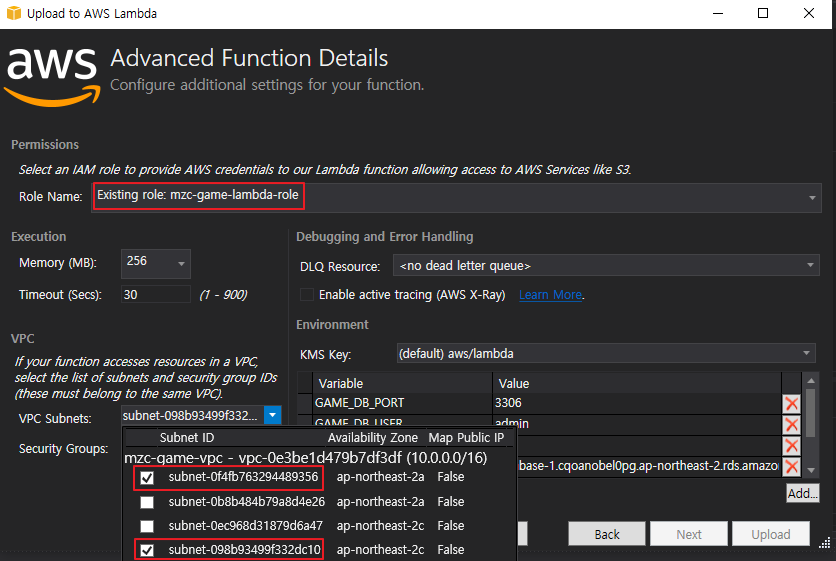 Upload to AWS Lambda
aws
Advanced Function Details
Configure additional settings for your function.
Permissions
Select an IAM role to provide AWS credentials to our Lambda function allowing access to AWS Services like S3.
Role Name: Existing role: mzc-game-lambda-role
Execution
Memory (MB): 256
Timeout (Secs): 30 (1 - 900)
Debugging and Error Handling
DLQ Resource: <no dead letter queue>
Enable active tracing (AWS X-Ray) Learn More.
VPC
If your function accesses resources in a VPC,
select the list of subnets and security group IDs
(these must belong to the same VPC).
VPC Subnets: subnet-098b93499f332...
Security Groups:
Environment
KMS Key: (default) aws/lambda
Variable Value
GAME_DB_PORT 3306
GAME_DB_USER admin
base-1.cqoanobel0pg.ap-northeast-2.rds.amazo
Add...
Subnet ID Availability Zone Map Public IP
mzc-game-vpc - vpc-0e3be1d479b7df3df (10.0.0.0/16)
subnet-0f4fb763294489356 ap-northeast-2a False
subnet-0b8b484b79a8d4e26 ap-northeast-2a False
subnet-0ec968d31879d6a47 ap-northeast-2c False
subnet-098b93499f332dc10 ap-northeast-2c False
Back Next Upload